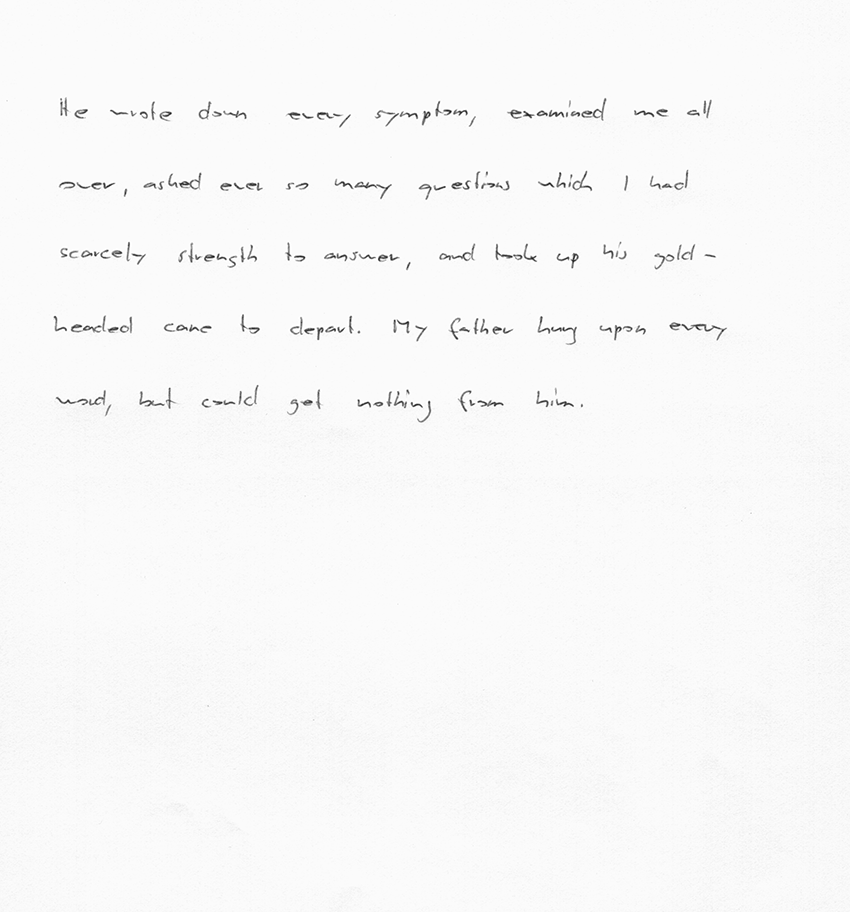 He wrote down every symptom, examined me all
over, asked ever so many questions which I had
scarcely strength to answer, and took up his gold-
headed cane to depart. My father hung upon every
word, but could get nothing from him.